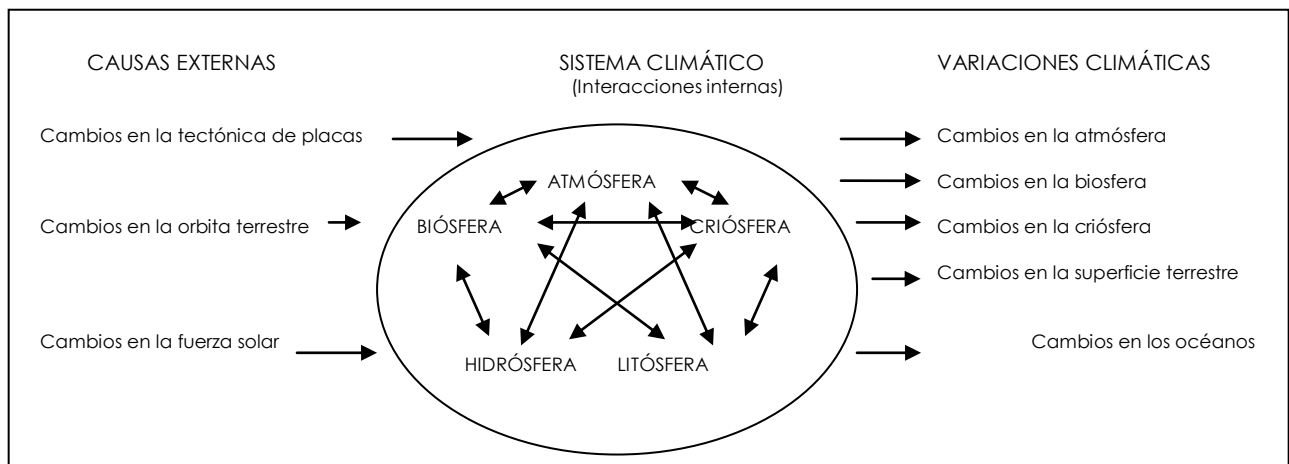 CAUSAS EXTERNAS
SISTEMA CLIMÁTICO
(Interacciones internas)
VARIACIONES CLIMÁTICAS
Cambios en la tectónica de placas
Cambios en la orbita terrestre
Cambios en la fuerza solar
ATMÓSFERA
BIÓSFERA
CRIÓSFERA
HIDRÓSFERA
LITÓSFERA
Cambios en la atmósfera
Cambios en la biosfera
Cambios en la criósfera
Cambios en la superficie terrestre
Cambios en los océanos